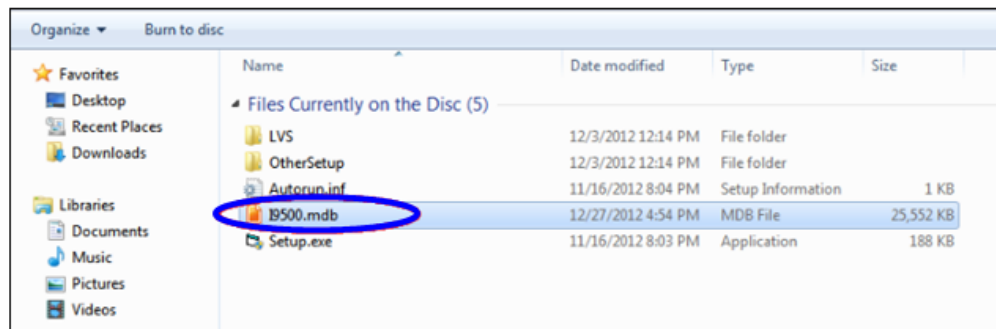 Organize Burn to disc
Name Date modified Type Size
Favorites
Desktop
Recent Places
Downloads
Libraries
Documents
Music
Pictures
Videos
Files Currently on the Disc (5)
LVS 12/3/2012 12:14 PM File folder
OtherSetup 12/3/2012 12:14 PM File folder
Autorun.inf 11/16/2012 8:04 PM Setup Information 1 KB
I9500.mdb 12/27/2012 4:54 PM MDB File 25,552 KB
Setup.exe 11/16/2012 8:03 PM Application 188 KB